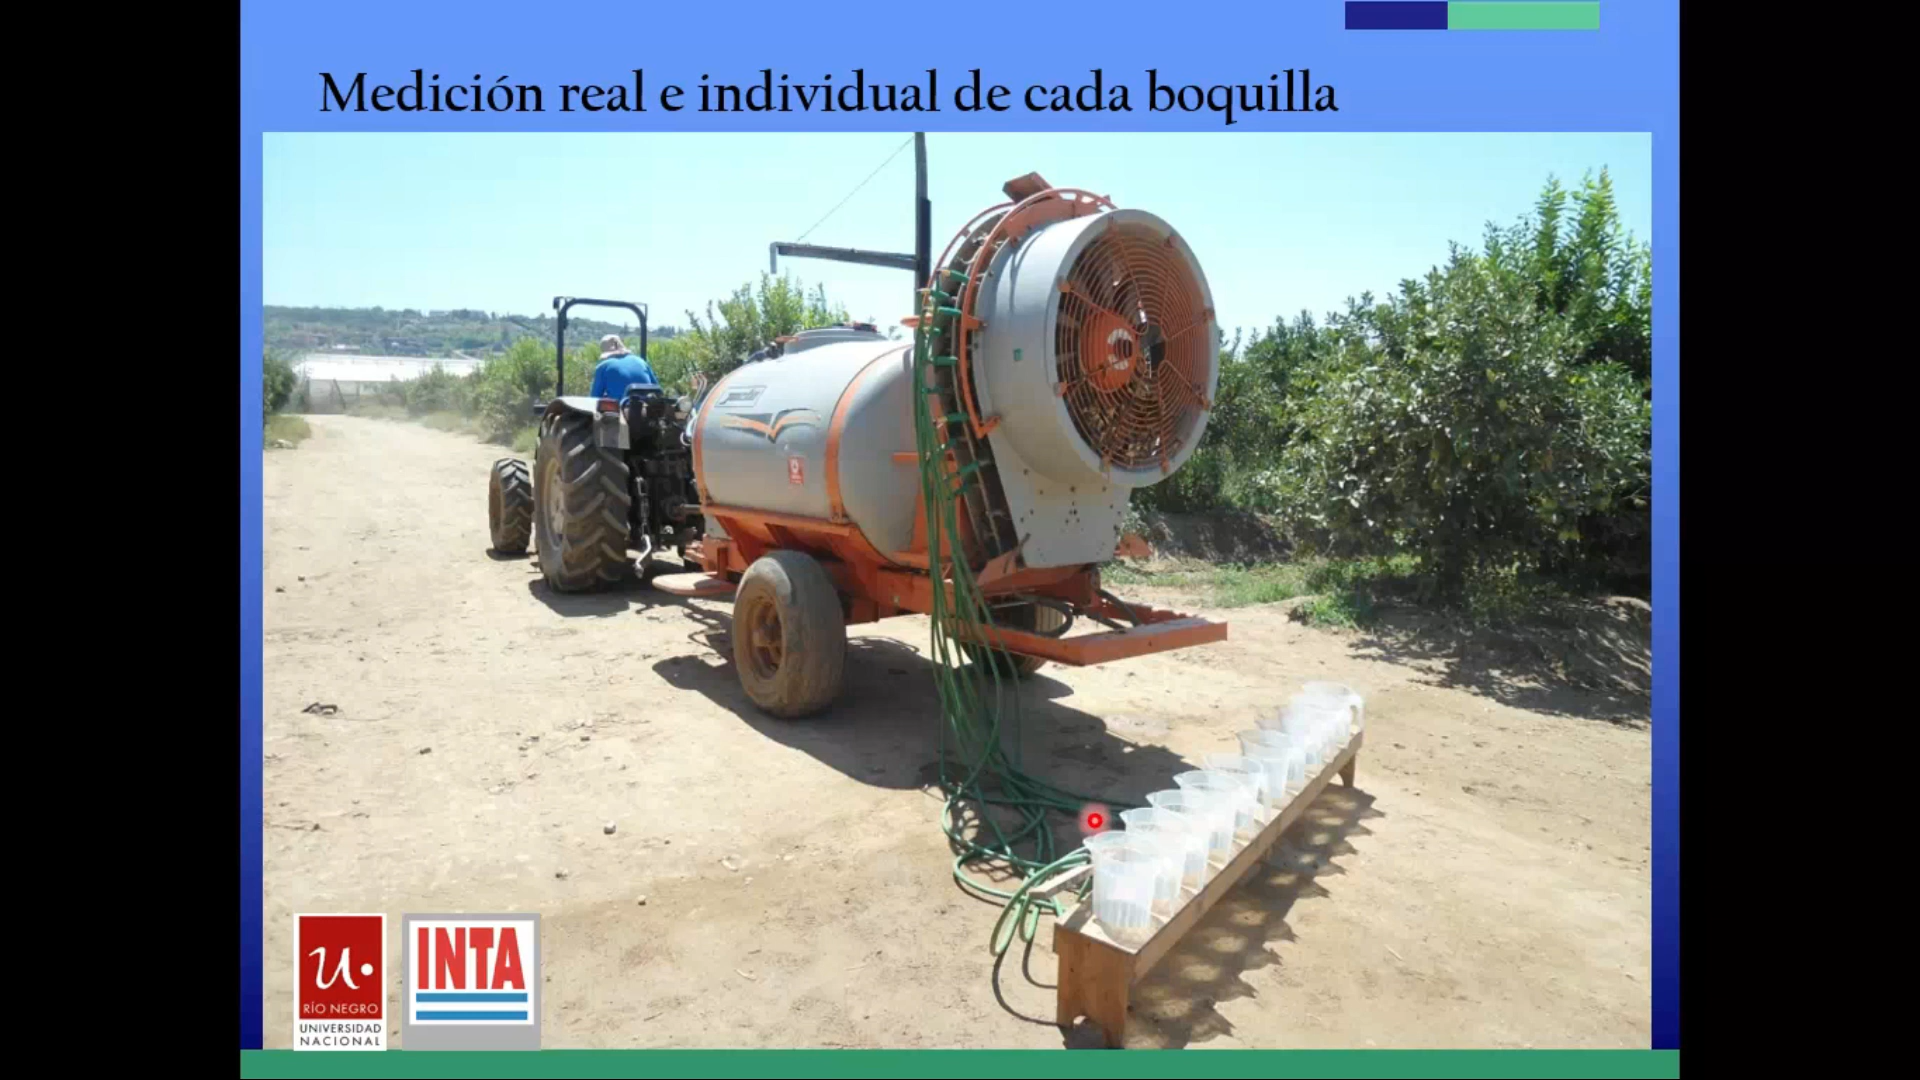 Medición real e individual de cada boquilla
RÍO NEGRO
UNIVERSIDAD
NACIONAL
INTA